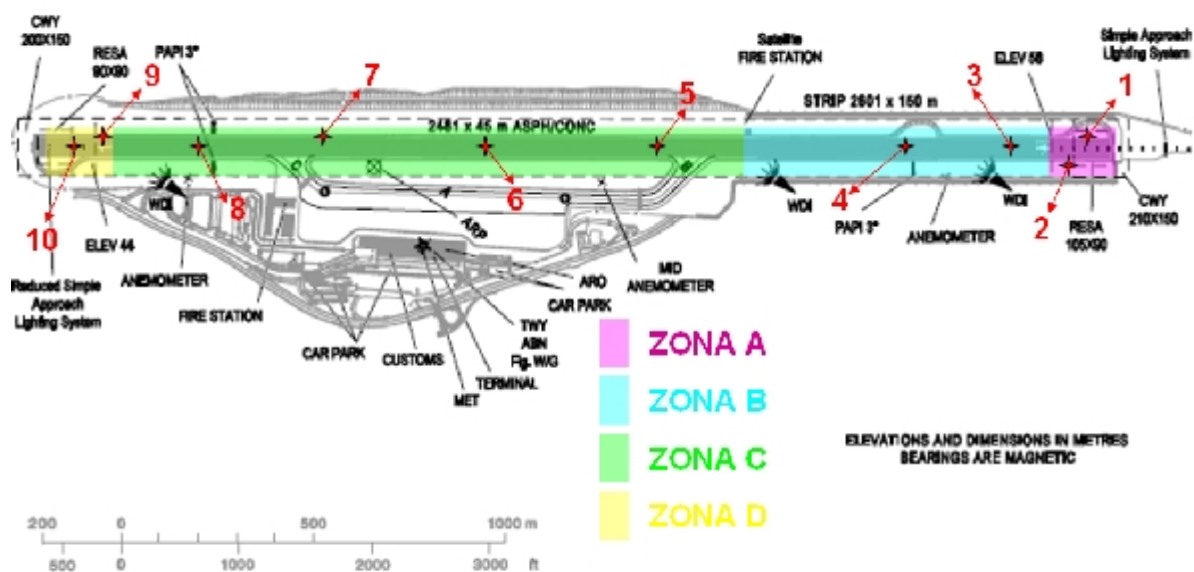 CWY
200X150
RESA
90X90
PAPI 3°
9
7
5
Satellite
FIRE STATION
3
ELEV 58
1
Simple Approach
Lighting System
STRIP 2601 x 150 m
2481 x 45 m ASPH/CONC
C
G
A
G
B
ARP
10
ELEV 44
WDI
8
6
WDI
4
PAPI 3°
WDI
ANEMOMETER
2
RESA
105X90
CWY
210X150
Reduced Simple
Approach
Lighting System
ANEMOMETER
FIRE STATION
CAR PARK
CUSTOMS
MET
TERMINAL
TWY
ABN
Fig. W/G
ARO
CAR PARK
MID
ANEMOMETER
ZONA A
ZONA B
ZONA C
ZONA D
ELEVATIONS AND DIMENSIONS IN METRES
BEARINGS ARE MAGNETIC
200 0 500 1000 m
500 0 1000 2000 3000 ft